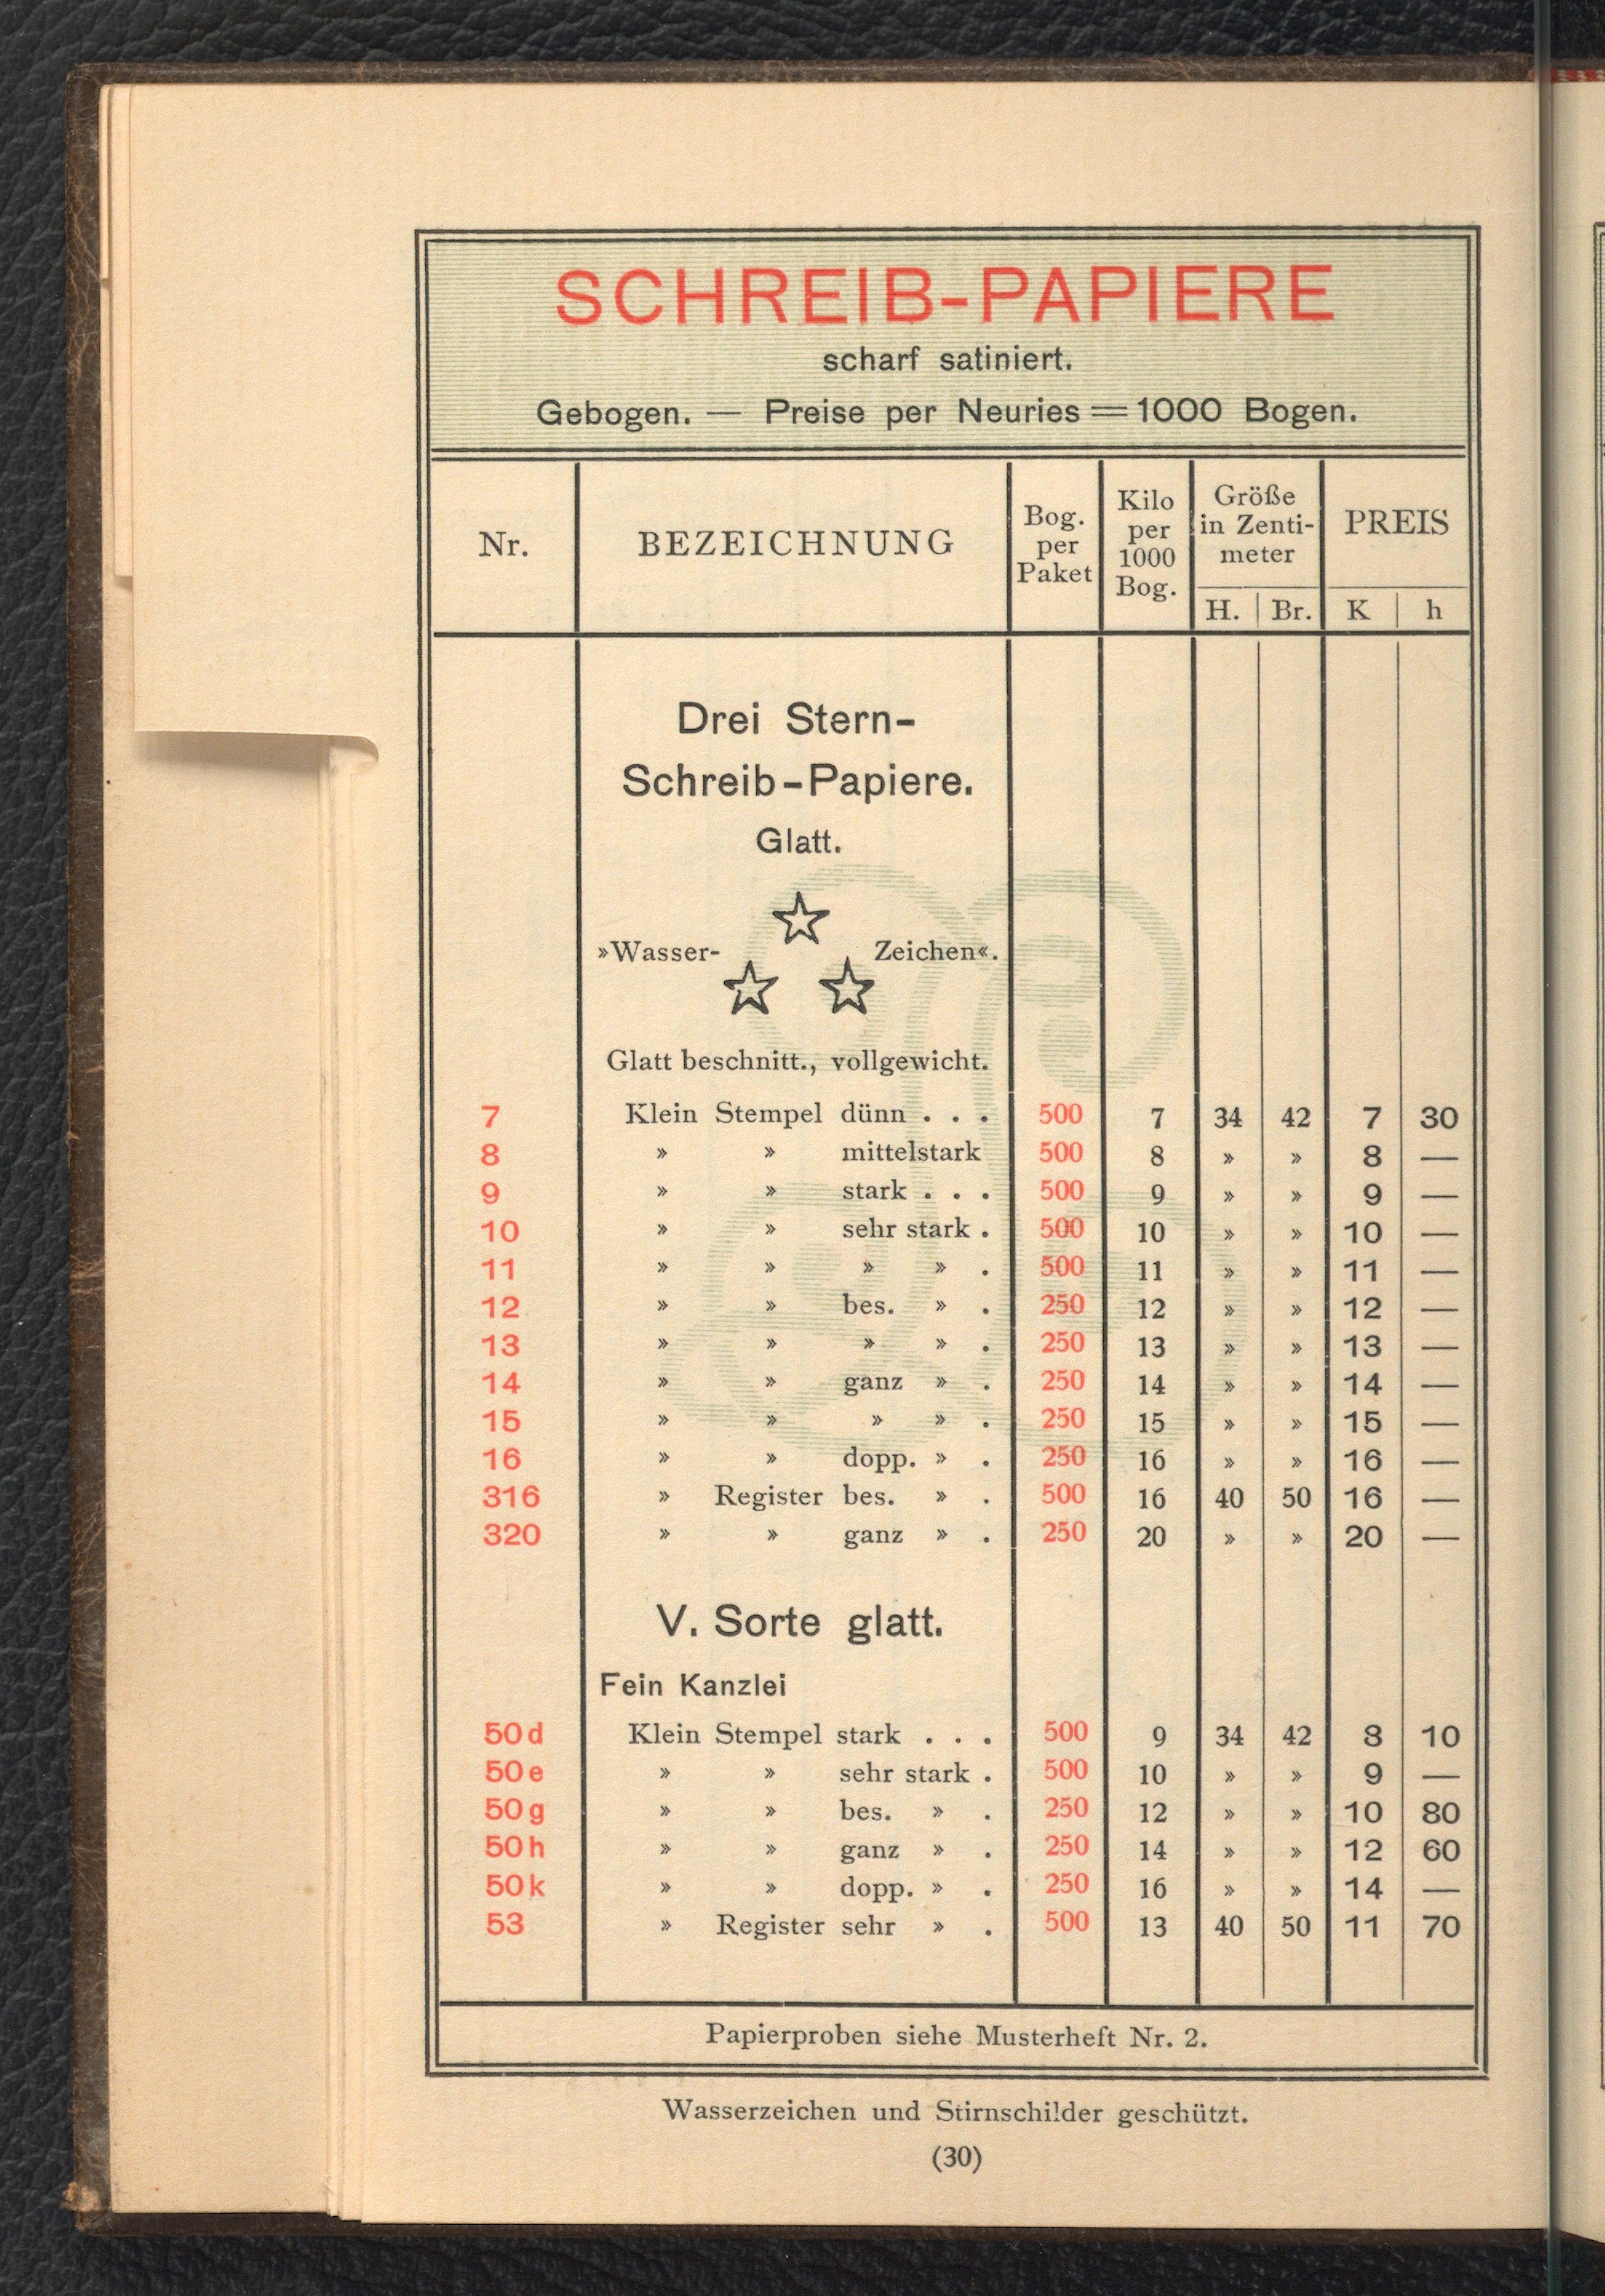 SCHREIB-PAPIERE
scharf satiniert.
Gebogen. — Preise per Neuries = 1000 Bogen.
Nr. BEZEICHNUNG Bog. per Paket Kilo per 1000 Bog. Größe in Zenti- meter PREIS
H. Br. K h
Drei Stern-
Schreib-Papiere.
Glatt.
»Wasser- Zeichen«.
Glatt beschnitt., vollgewicht.
7 Klein Stempel dünn . . . 500 7 34 42 7 30
8 » » mittelstark 500 8 » » 8 —
9 » » stark . . . 500 9 » » 9 —
10 » » sehr stark . 500 10 » » 10 —
11 » » » » . 500 11 » » 11 —
12 » » bes. » . 250 12 » » 12 —
13 » » » » . 250 13 » » 13 —
14 » » ganz » . 250 14 » » 14 —
15 » » » » . 250 15 » » 15 —
16 » » dopp. » . 250 16 » » 16 —
316 » Register bes. » . 500 16 40 50 16 —
320 » » ganz » . 250 20 » » 20 —
V. Sorte glatt.
Fein Kanzlei
50 d Klein Stempel stark . . . 500 9 34 42 8 10
50 e » » sehr stark . 500 10 » » 9 —
50 g » » bes. » . 250 12 » » 10 80
50 h » » ganz » . 250 14 » » 12 60
50 k » » dopp. » . 250 16 » » 14 —
53 » Register sehr » . 500 13 40 50 11 70
Papierproben siehe Musterheft Nr. 2.
Wasserzeichen und Stirnschilder geschützt.
(30)